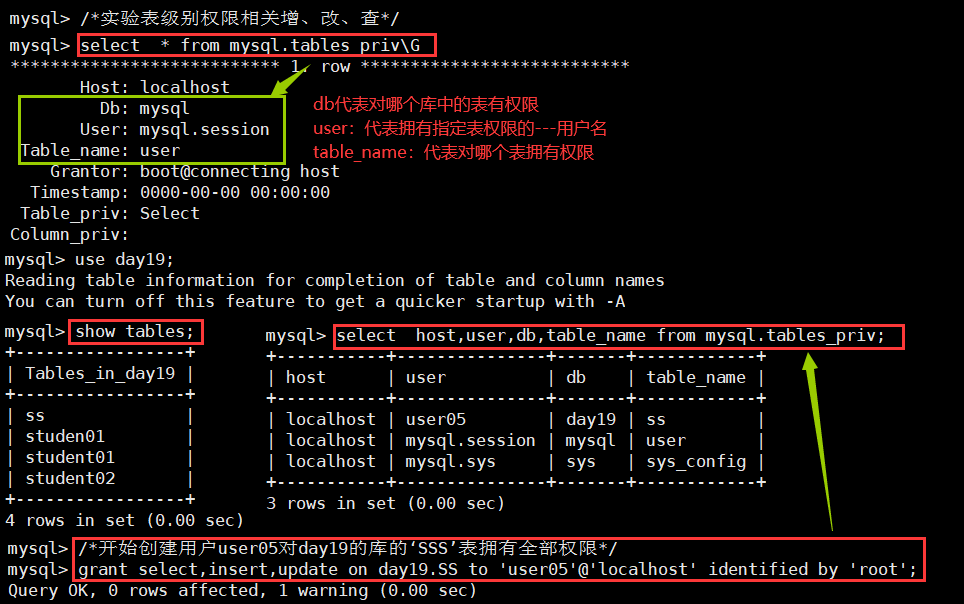 mysql> /*实验表级别权限相关增、改、查*/
mysql> select  * from mysql.tables_priv\G
*************************** 1. row ***************************
Host: localhost
Db: mysql
User: mysql.session
Table_name: user
Grantor: boot@connecting host
Timestamp: 0000-00-00 00:00:00
Table_priv: Select
Column_priv:
db代表对哪个库中的表有权限
user：代表拥有指定表权限的---用户名
table_name：代表对哪个表拥有权限
mysql> use day19;
Reading table information for completion of table and column names
You can turn off this feature to get a quicker startup with -A
mysql> show tables;
+-----------------+
| Tables_in_day19 |
+-----------------+
| ss              |
| studen01        |
| student01       |
| student02       |
+-----------------+
4 rows in set (0.00 sec)
mysql> select  host,user,db,table_name from mysql.tables_priv;
+-----------+---------------+-------+------------+
| host      | user          | db    | table_name |
+-----------+---------------+-------+------------+
| localhost | user05        | day19 | ss         |
| localhost | mysql.session | mysql | user       |
| localhost | mysql.sys     | sys   | sys_config |
+-----------+---------------+-------+------------+
3 rows in set (0.00 sec)
mysql> /*开始创建用户user05对day19的库的‘SSS’表拥有全部权限*/
mysql> grant select,insert,update on day19.SS to 'user05'@'localhost' identified by 'root';
Query OK, 0 rows affected, 1 warning (0.00 sec)